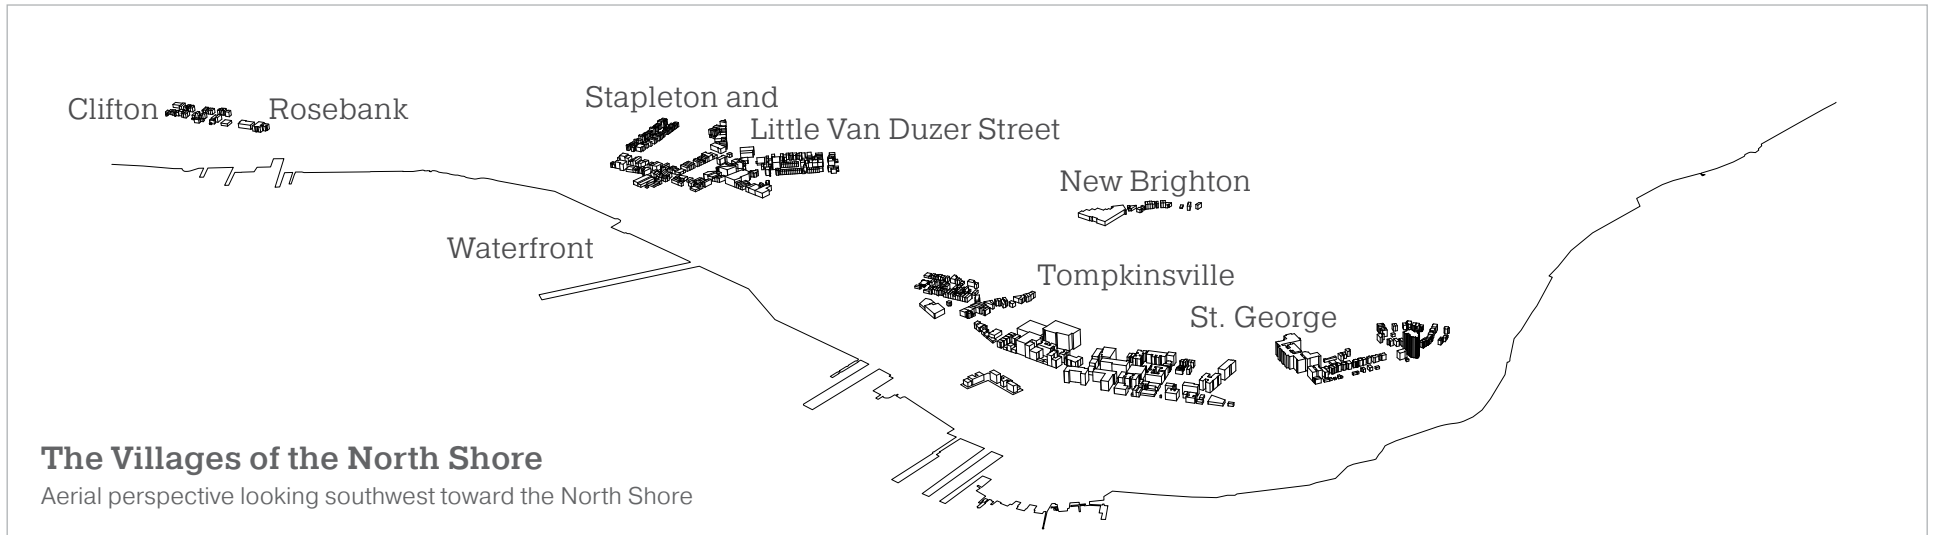 Clifton
Rosebank
Stapleton and
Little Van Duzer Street
New Brighton
Waterfront
Tompkinsville
St. George
The Villages of the North Shore
Aerial perspective looking southwest toward the North Shore